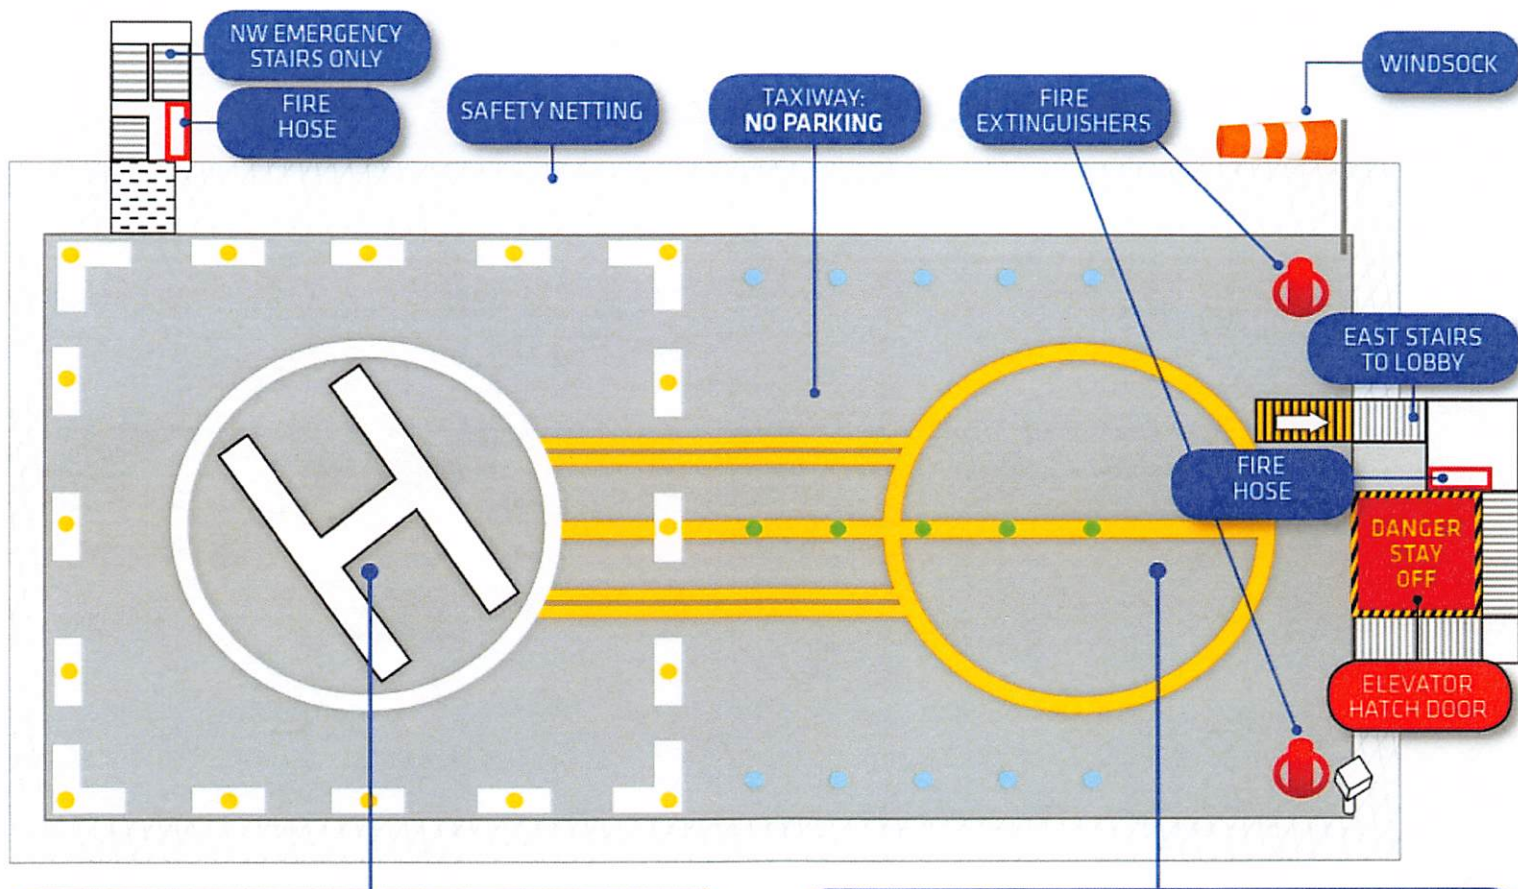 NW EMERGENCY
STAIRS ONLY
FIRE
HOSE
SAFETY NETTING
TAXIWAY:
NO PARKING
FIRE
EXTINGUISHERS
WINDSOCK
EAST STAIRS
TO LOBBY
FIRE
HOSE
H
DANGER
STAY
OFF
ELEVATOR
HATCH DOOR